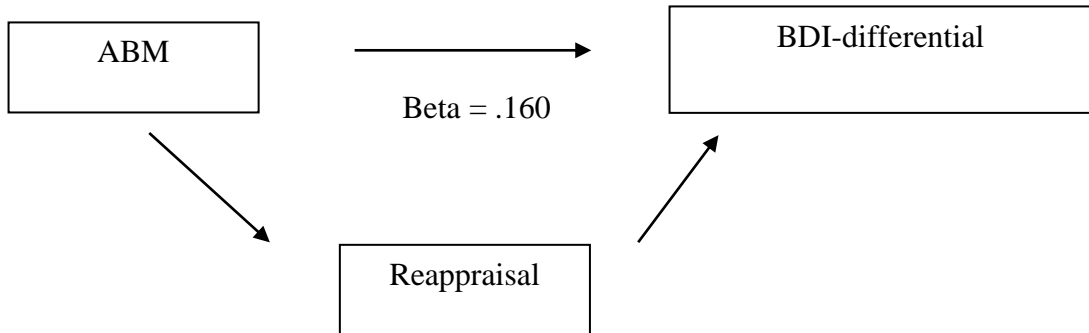 ABM
BDI-differential
Beta = .160
Reappraisal